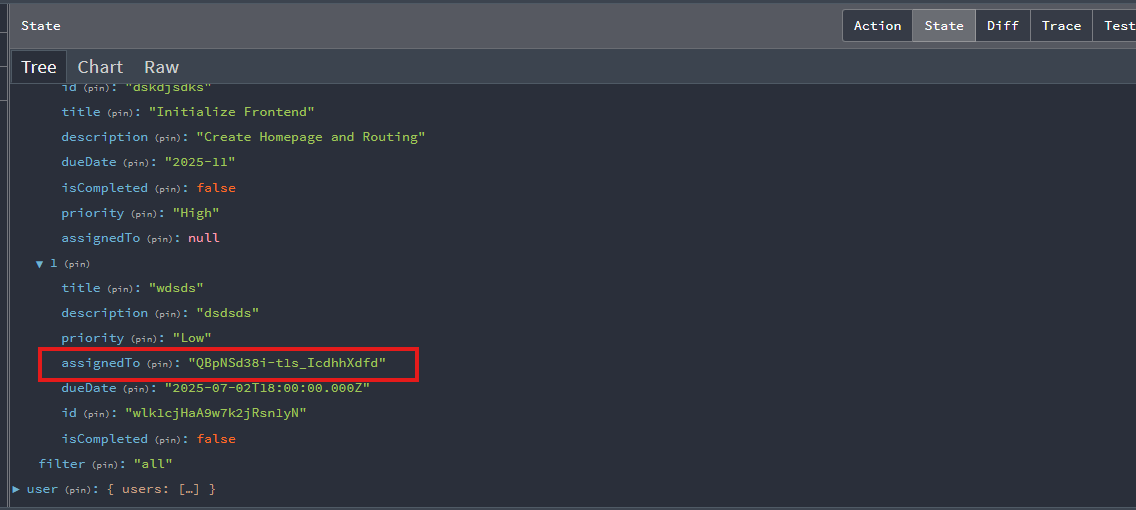 State
Action State Diff Trace Test
Tree Chart Raw
id (pin): "dskdjsdks"
title (pin): "Initialize Frontend"
description (pin): "Create Homepage and Routing"
dueDate (pin): "2025-11"
isCompleted (pin): false
priority (pin): "High"
assignedTo (pin): null
▼ 1 (pin)
title (pin): "wdsds"
description (pin): "dsdsds"
priority (pin): "Low"
assignedTo (pin): "QBpNSd38i-tls_IcdhhXdfd"
dueDate (pin): "2025-07-02T18:00:00.000Z"
id (pin): "wlk1cjHaA9w7k2jRsnlyN"
isCompleted (pin): false
filter (pin): "all"
▶ user (pin): { users: […] }